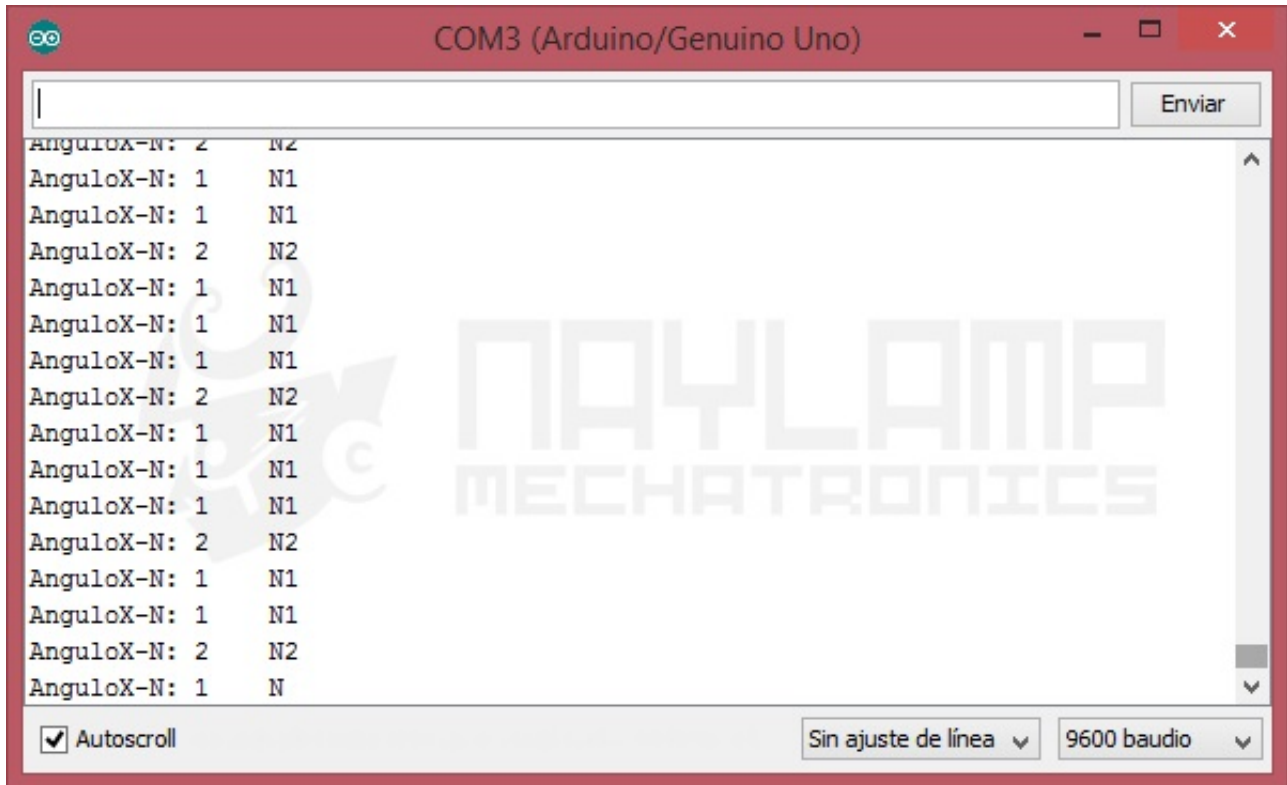 COM3 (Arduino/Genuino Uno)
Enviar
AnguloX-N: 2 N2
AnguloX-N: 1 N1
AnguloX-N: 1 N1
AnguloX-N: 2 N2
AnguloX-N: 1 N1
AnguloX-N: 1 N1
AnguloX-N: 1 N1
AnguloX-N: 2 N2
AnguloX-N: 1 N1
AnguloX-N: 1 N1
AnguloX-N: 1 N1
AnguloX-N: 2 N2
AnguloX-N: 1 N1
AnguloX-N: 1 N1
AnguloX-N: 2 N2
AnguloX-N: 1 N
NAYLAMP
MECHATRONICS
Autoscroll
Sin ajuste de línea
9600 baudio